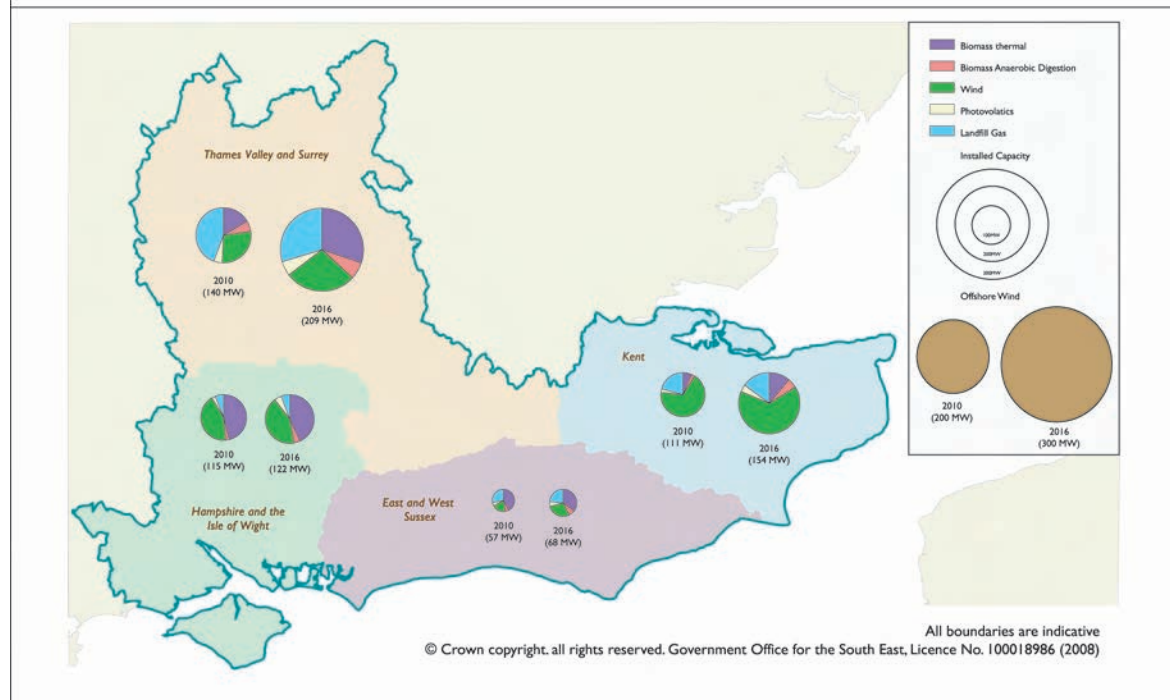 Biomass thermal
Biomass Anaerobic Digestion
Wind
Photovolatics
Landfill Gas
Installed Capacity
100MW
200MW
Offshore Wind
2010
(200 MW)
2016
(300 MW)
Thames Valley and Surrey
2010
(140 MW)
2016
(209 MW)
Kent
2010
(111 MW)
2016
(154 MW)
Hampshire and the
Isle of Wight
2010
(115 MW)
2016
(122 MW)
East and West
Sussex
2010
(57 MW)
2016
(68 MW)
All boundaries are indicative
© Crown copyright. all rights reserved. Government Office for the South East, Licence No. 100018986 (2008)